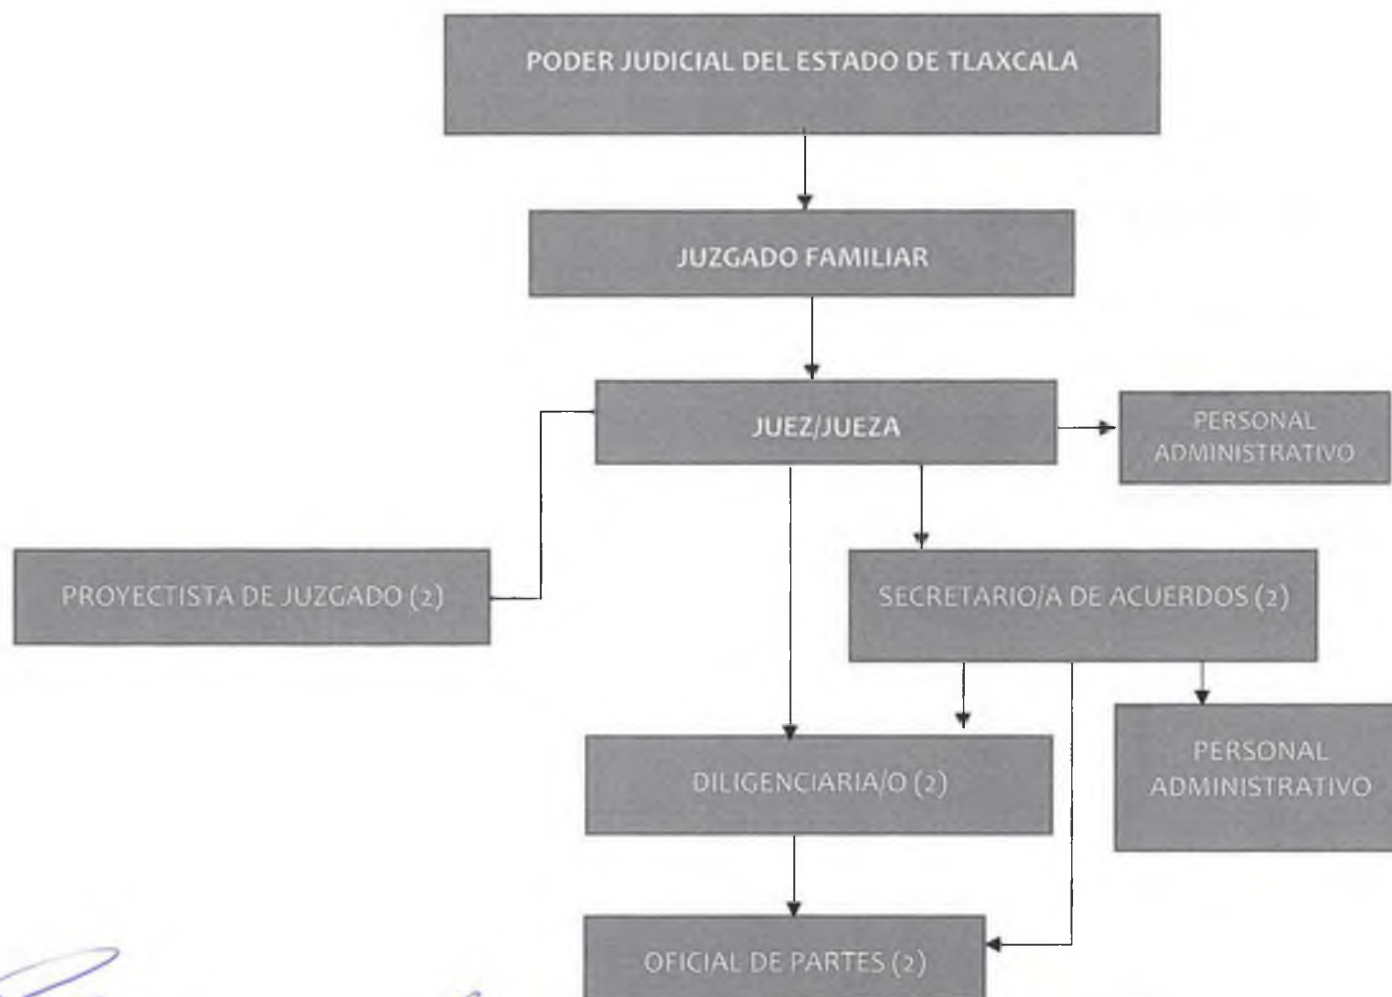 PODER JUDICIAL DEL ESTADO DE TLAXCALA
JUZGADO FAMILIAR
JUEZ/JUEZA
PERSONAL
ADMINISTRATIVO
PROYECTISTA DE JUZGADO (2)
SECRETARIO/A DE ACUERDOS (2)
DILIGENCIARIA/O (2)
PERSONAL
ADMINISTRATIVO
OFICIAL DE PARTES (2)